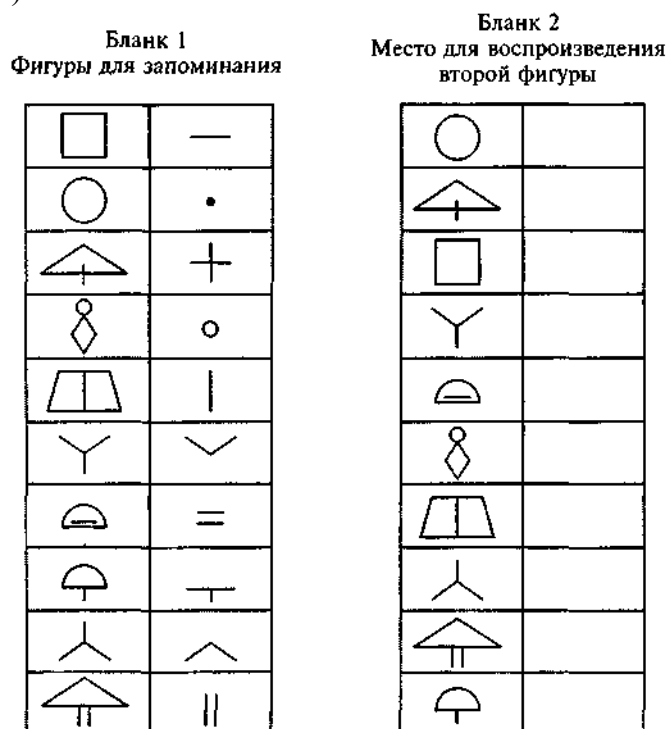 Бланк 1
Фигуры для запоминания
Бланк 2
Место для воспроизведения
второй фигуры